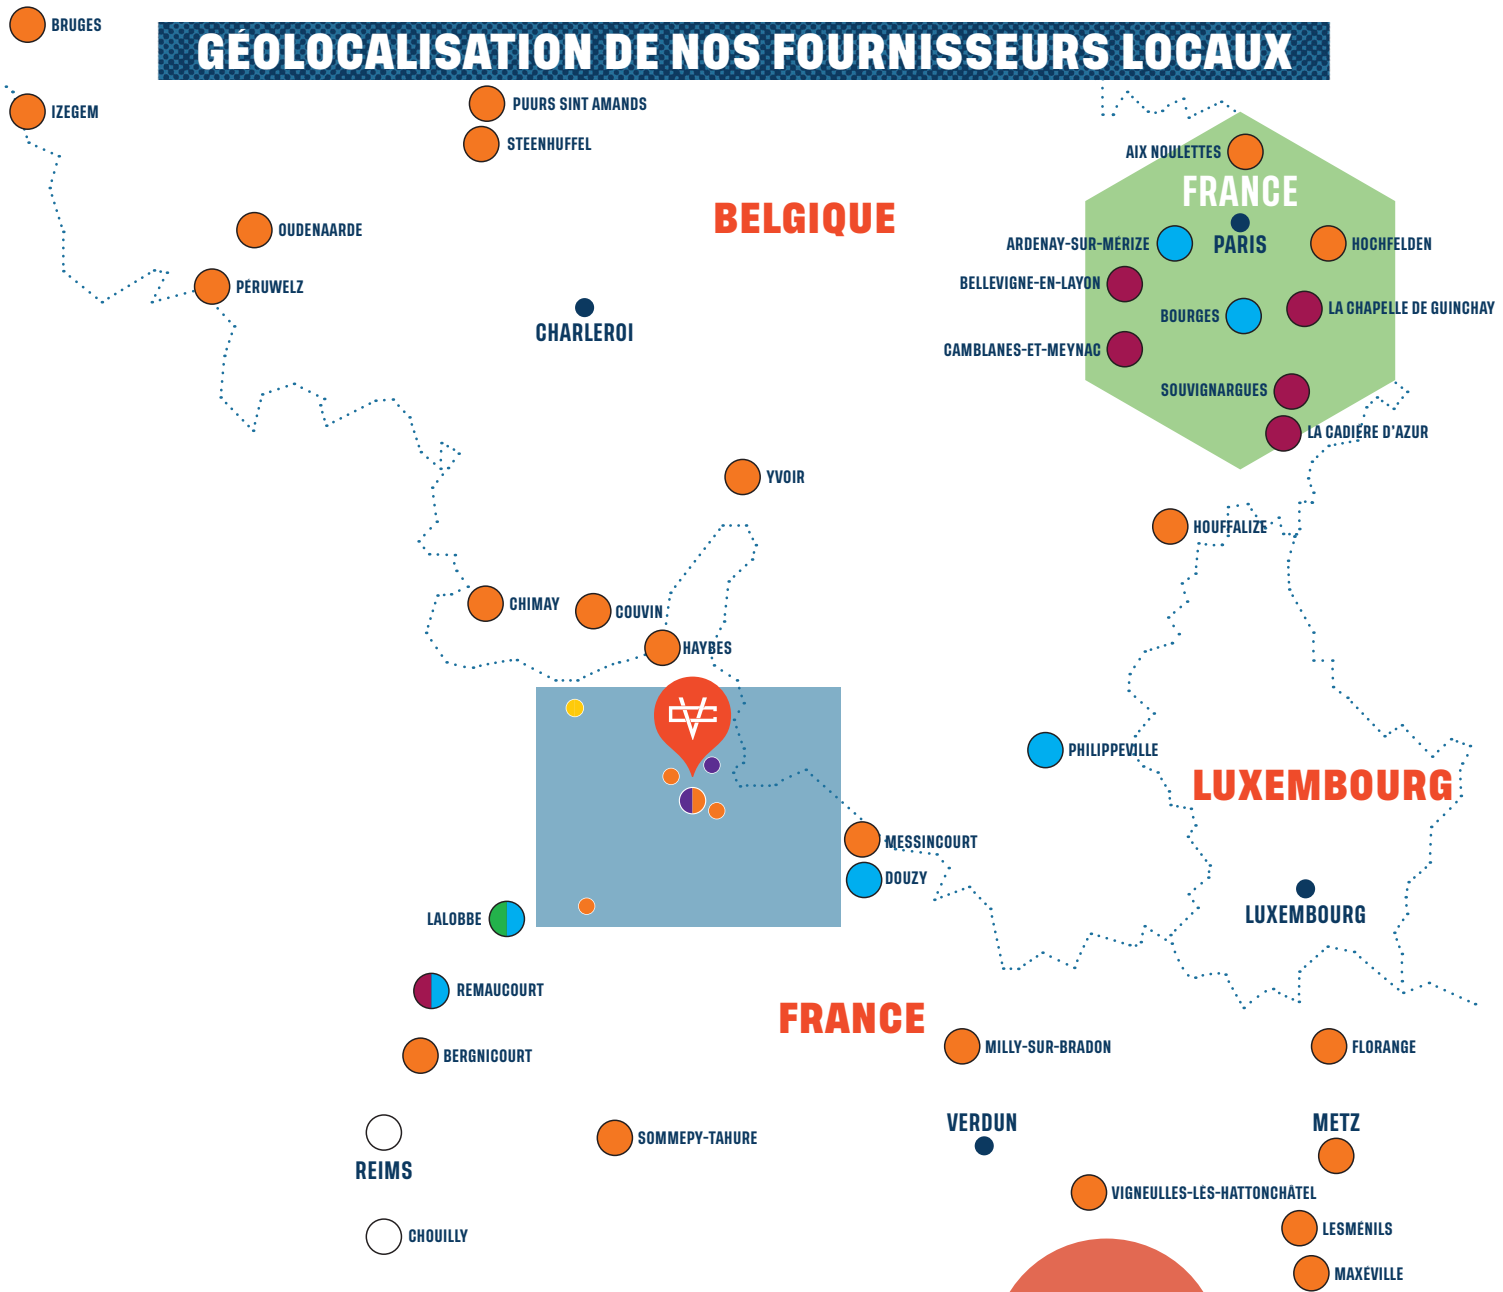 BRUGES
GÉOLOCALISATION DE NOS FOURNISSEURS LOCAUX
IZEGEM
PUURS SINT AMANDS
STEENHUFFEL
AIX NOULETTES
FRANCE
BELGIQUE
OUDENAARDE
ARDENAY-SUR-MÉRIZE
PARIS
HOCHFELDEN
PÉRUWELZ
BELLEVIGNE-EN-LAYON
LA CHAPELLE DE GUINCHAY
BOURGES
CHARLEROI
CAMBLANES-ET-MEYNAC
SOUVIGNARGUES
LA CADIÈRE D'AZUR
YVOIR
HOUFFALIZE
CHIMAY
COUVIN
HAYBES
PHILIPPEVILLE
LUXEMBOURG
MESSINCOURT
DOUZY
LALOBBE
LUXEMBOURG
REMAUCOURT
FRANCE
MILLY-SUR-BRADON
FLORANGE
BERGNICOURT
VERDUN
METZ
SOMMEPY-TAHURE
REIMS
VIGNEULLES-LÈS-HATTONCHÂTEL
LESMÉNILS
CHOUILLY
MAXÉVILLE